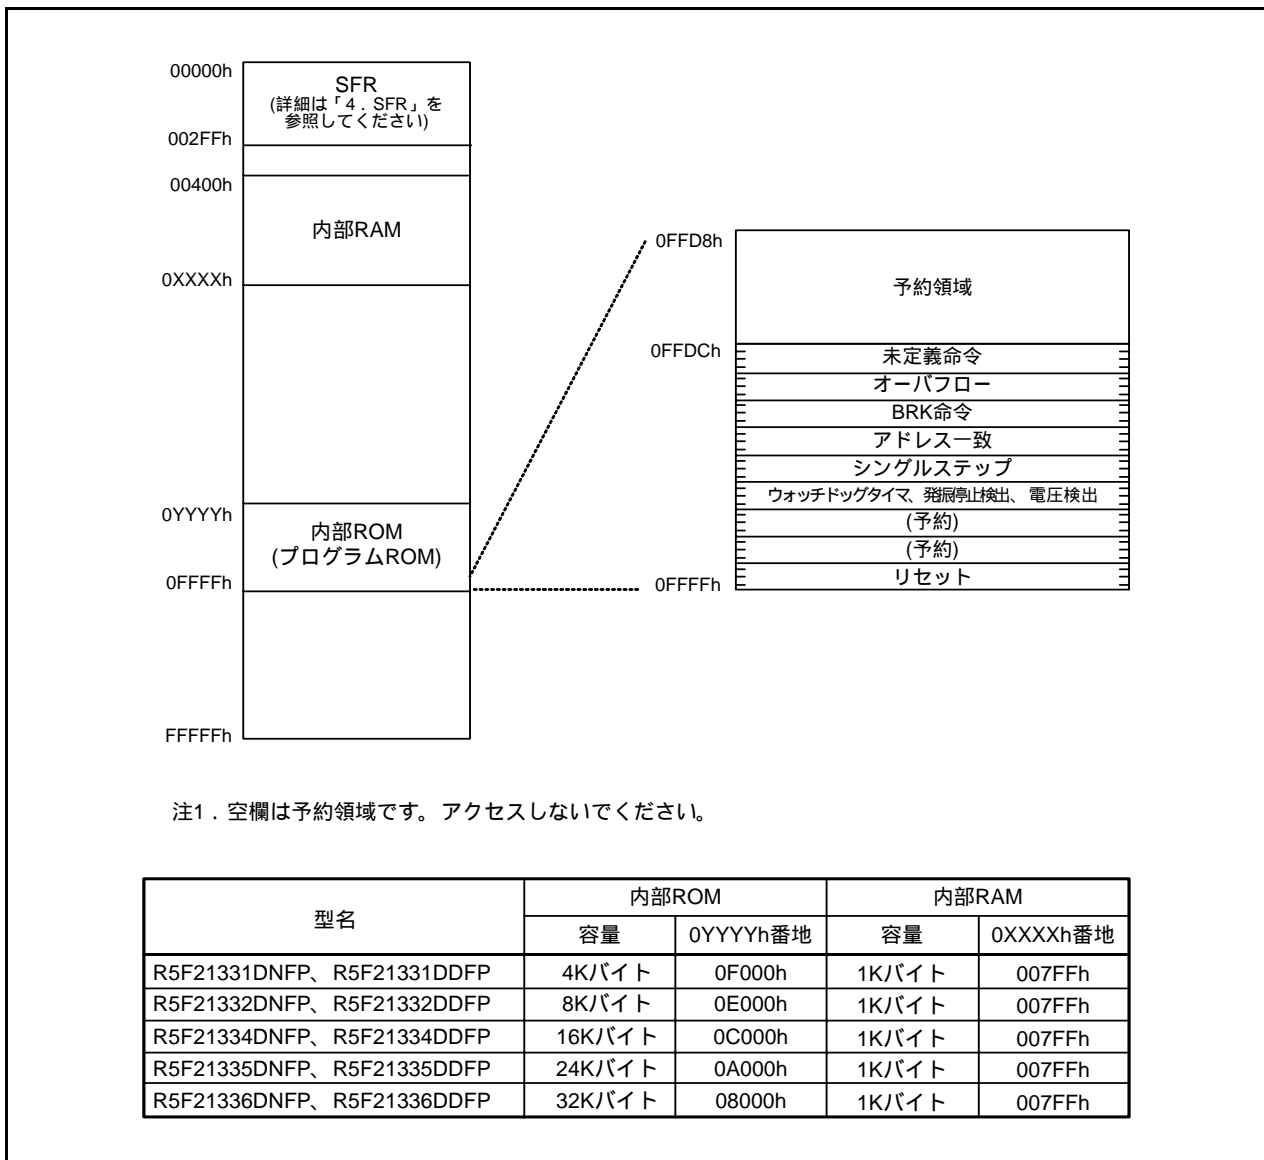 00000h
SFR
(詳細は「4．SFR」を
参照してください)
002FFh
00400h
内部RAM
0XXXXh
0YYYYh
内部ROM
(プログラムROM)
0FFFFh
FFFFFh
0FFD8h
予約領域
0FFDCh
未定義命令
オーバフロー
BRK命令
アドレス一致
シングルステップ
ウォッチドッグタイマ、発振停止検出、電圧検出
(予約)
(予約)
リセット
0FFFFh
注1．空欄は予約領域です。アクセスしないでください。
型名 内部ROM 内部RAM
容量 0YYYYh番地 容量 0XXXXh番地
R5F21331DNFP、R5F21331DDFP 4Kバイト 0F000h 1Kバイト 007FFh
R5F21332DNFP、R5F21332DDFP 8Kバイト 0E000h 1Kバイト 007FFh
R5F21334DNFP、R5F21334DDFP 16Kバイト 0C000h 1Kバイト 007FFh
R5F21335DNFP、R5F21335DDFP 24Kバイト 0A000h 1Kバイト 007FFh
R5F21336DNFP、R5F21336DDFP 32Kバイト 08000h 1Kバイト 007FFh